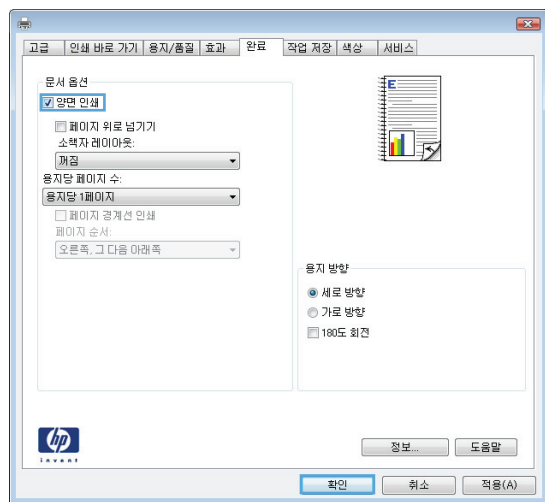 고급 인쇄 바로 가기 용지/품질 효과 완료 작업 저장 색상 서비스
문서 옵션
양면 인쇄
페이지 위로 넘기기
소책자 레이아웃:
꺼짐
용지당 페이지 수:
용지당 1페이지
페이지 경계선 인쇄
페이지 순서:
오른쪽, 그 다음 아래쪽
E
용지 방향
세로 방향
가로 방향
180도 회전
hp
invent
정보... 도움말
확인 취소 적용(A)